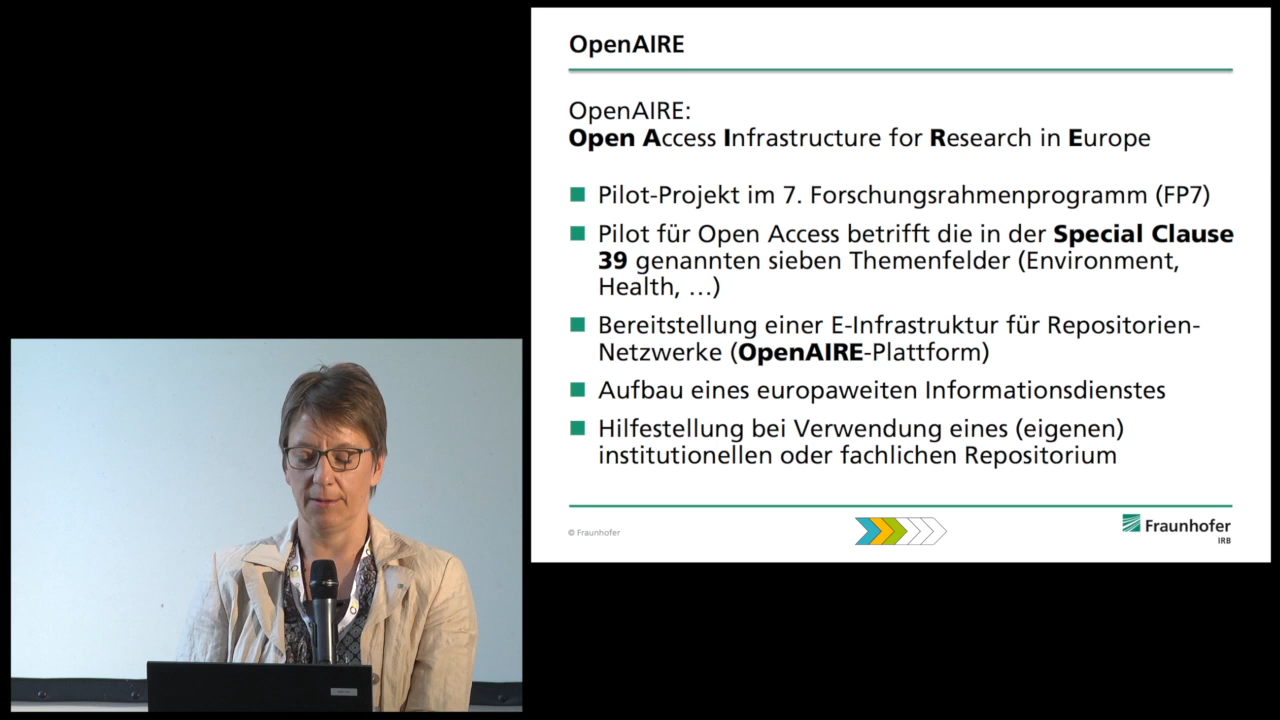 OpenAIRE
OpenAIRE:
Open Access Infrastructure for Research in Europe
Pilot-Projekt im 7. Forschungsrahmenprogramm (FP7)
Pilot für Open Access betrifft die in der Special Clause
39 genannten sieben Themenfelder (Environment,
Health, …)
Bereitstellung einer E-Infrastruktur für Repositorien-
Netzwerke (OpenAIRE-Plattform)
Aufbau eines europaweiten Informationsdienstes
Hilfestellung bei Verwendung eines (eigenen)
institutionellen oder fachlichen Repositorium
© Fraunhofer
Fraunhofer
IRB